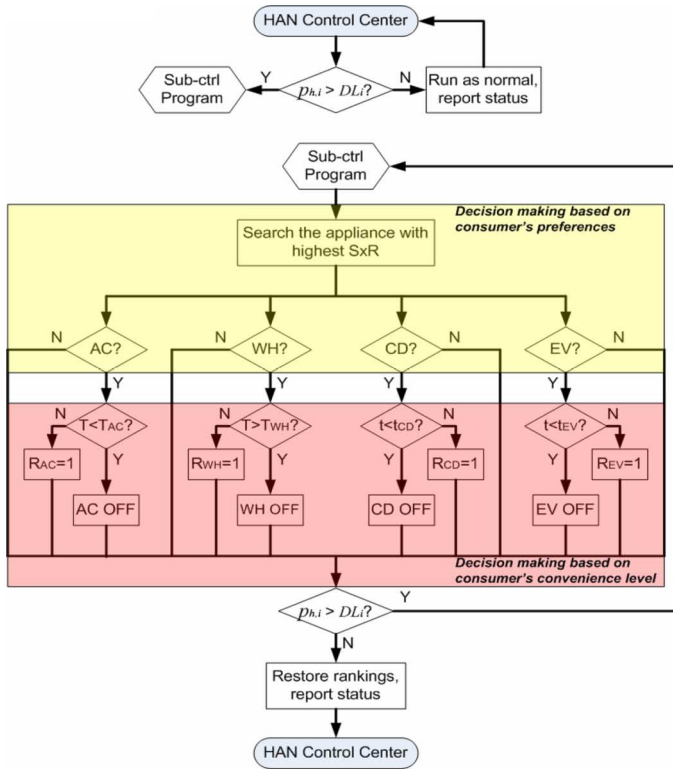 HAN Control Center
Y
N
Sub-ctrl
Program
ph,i > DLi?
Run as normal,
report status
Sub-ctrl
Program
Decision making based on
consumer's preferences
Search the appliance with
highest SxR
N
AC?
N
WH?
CD?
N
EV?
N
Y
Y
Y
Y
N
T<TAC?
N
T>TWH?
t<tCD?
N
t<tEV?
N
RAC=1
Y
RWH=1
Y
Y
RCD=1
Y
REV=1
AC OFF
WH OFF
CD OFF
EV OFF
Decision making based on
consumer's convenience level
ph,i > DLi?
Y
N
Restore rankings,
report status
HAN Control Center